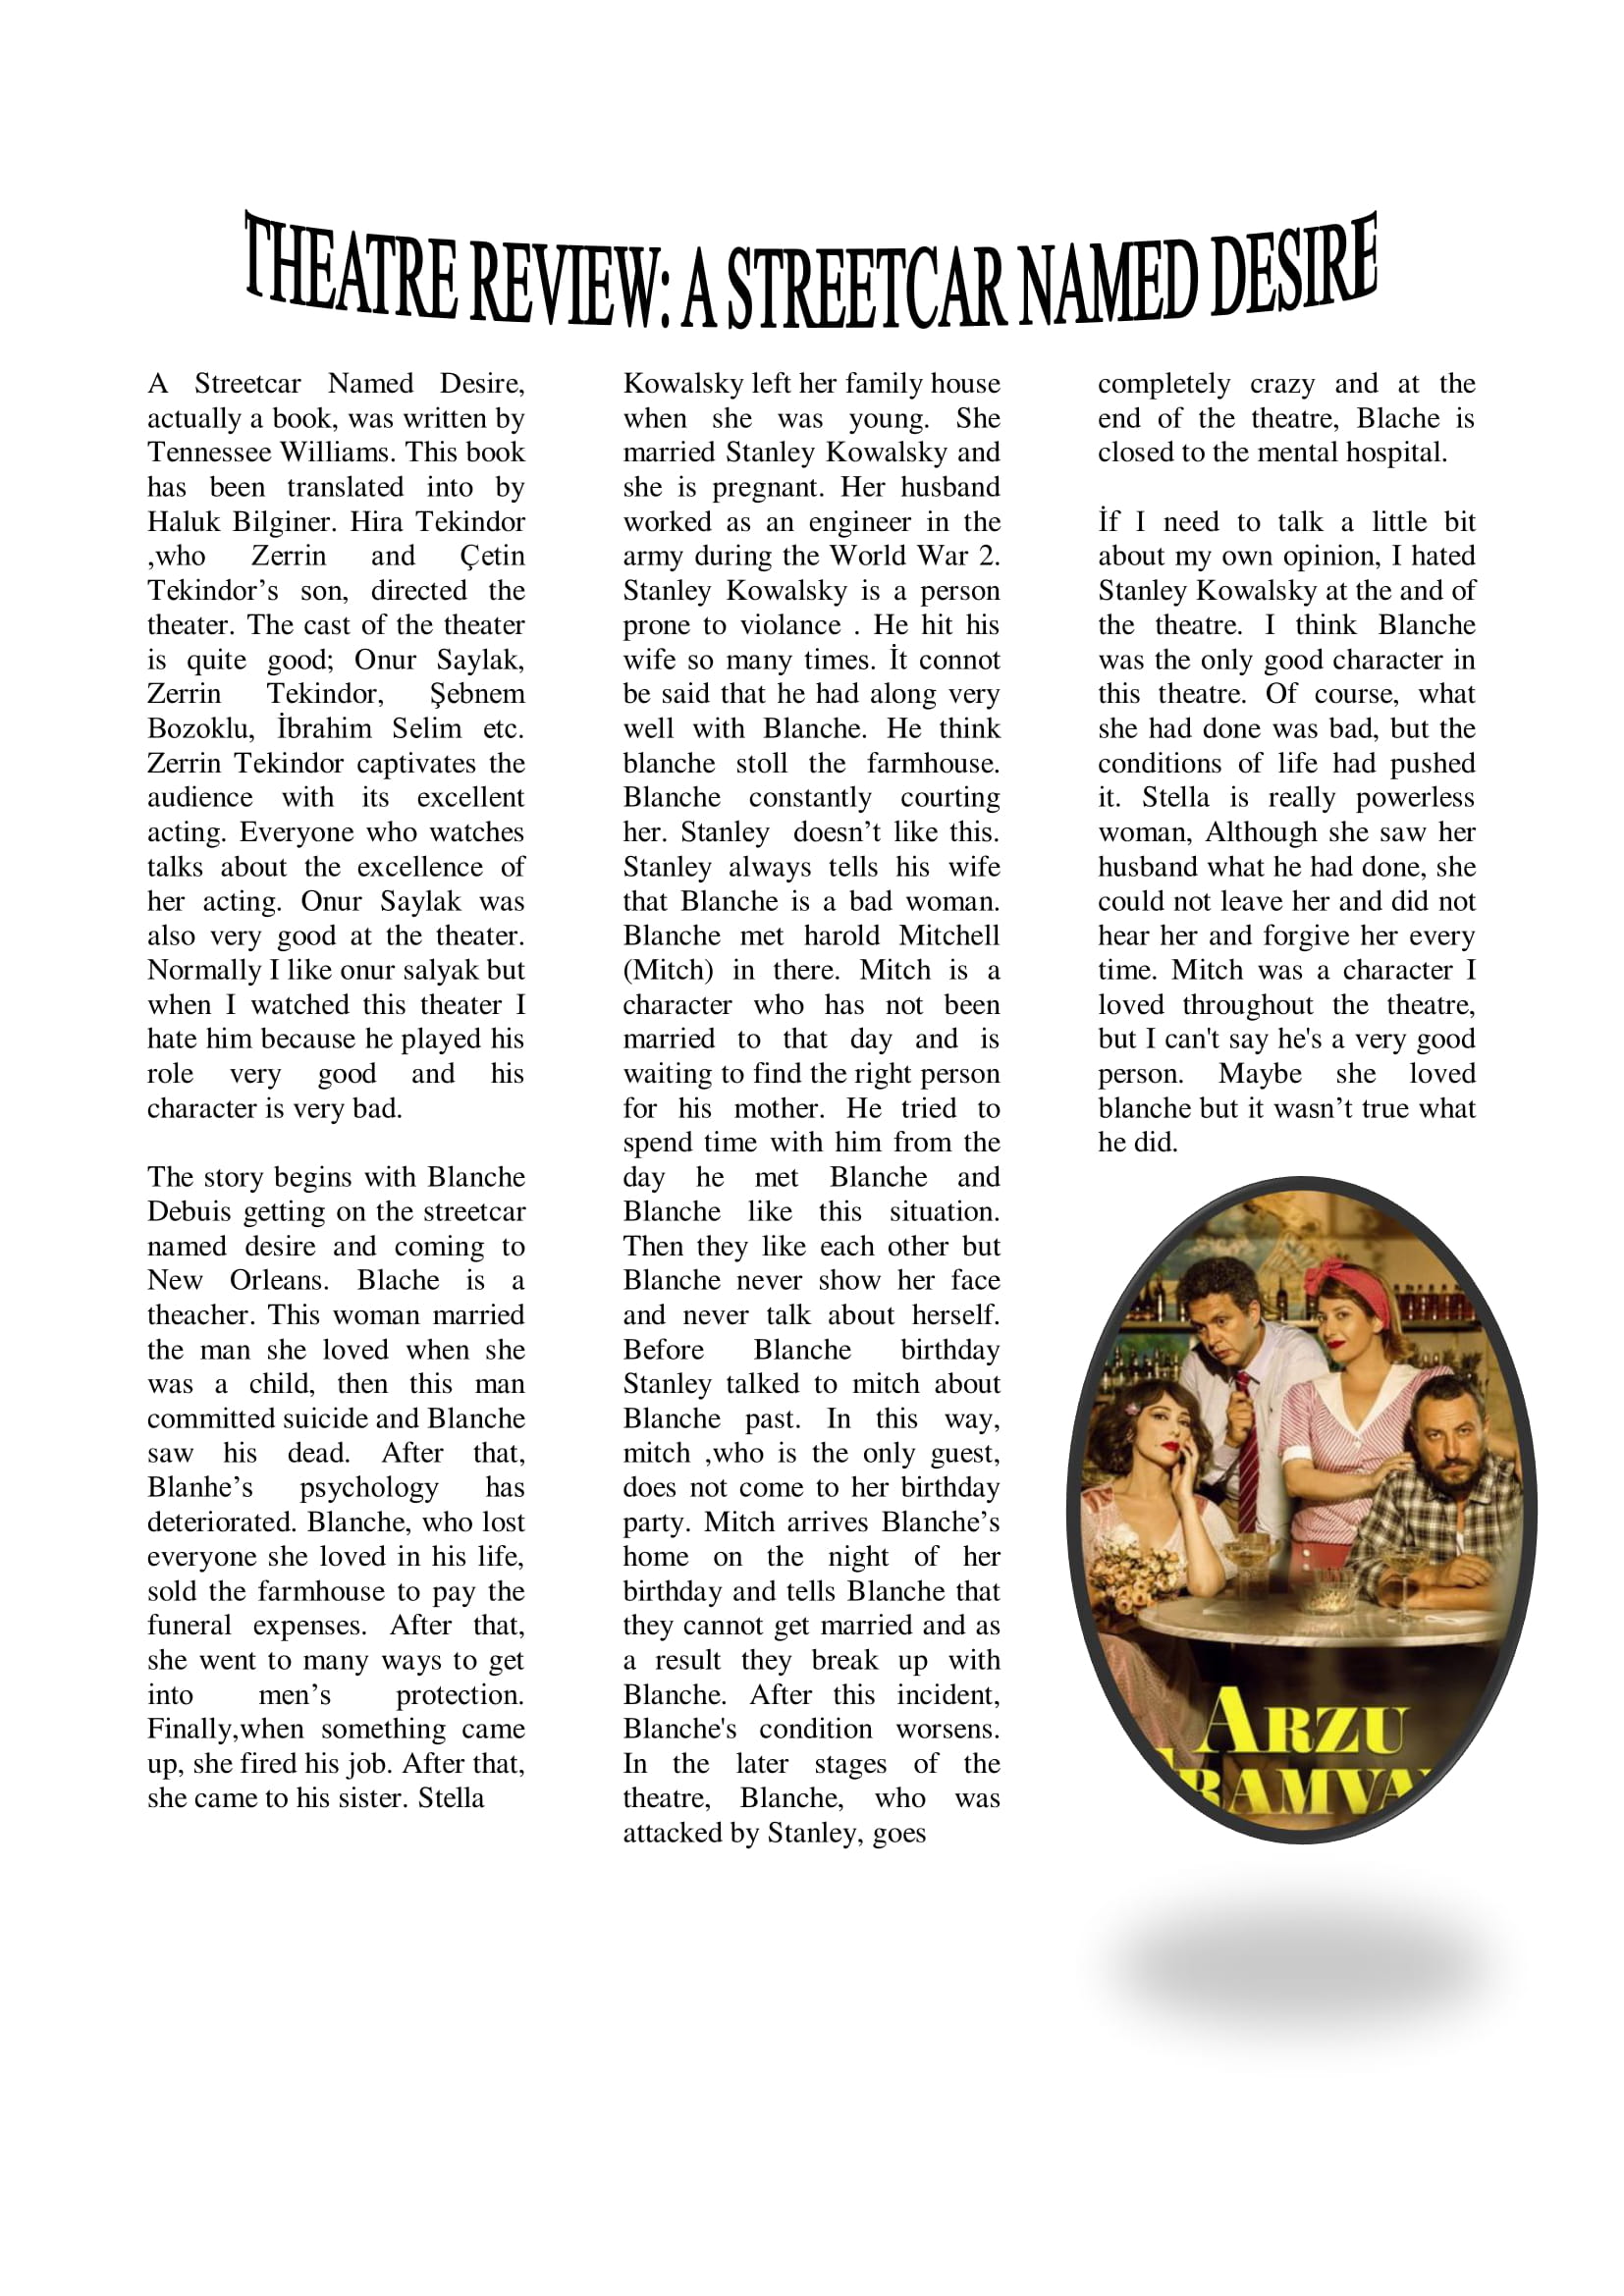 THEATRE REVIEW: A STREETCAR NAMED DESIRE
A Streetcar Named Desire,
actually a book, was written by
Tennessee Williams. This book
has been translated into by
Haluk Bilginer. Hira Tekindor
,who Zerrin and Çetin
Tekindor’s son, directed the
theater. The cast of the theater
is quite good; Onur Saylak,
Zerrin Tekindor, Şebnem
Bozoklu, İbrahim Selim etc.
Zerrin Tekindor captivates the
audience with its excellent
acting. Everyone who watches
talks about the excellence of
her acting. Onur Saylak was
also very good at the theater.
Normally I like onur salyak but
when I watched this theater I
hate him because he played his
role very good and his
character is very bad.
The story begins with Blanche
Debuis getting on the streetcar
named desire and coming to
New Orleans. Blache is a
theacher. This woman married
the man she loved when she
was a child, then this man
committed suicide and Blanche
saw his dead. After that,
Blanhe’s psychology has
deteriorated. Blanche, who lost
everyone she loved in his life,
sold the farmhouse to pay the
funeral expenses. After that,
she went to many ways to get
into men’s protection.
Finally,when something came
up, she fired his job. After that,
she came to his sister. Stella
Kowalsky left her family house
when she was young. She
married Stanley Kowalsky and
she is pregnant. Her husband
worked as an engineer in the
army during the World War 2.
Stanley Kowalsky is a person
prone to violance . He hit his
wife so many times. İt connot
be said that he had along very
well with Blanche. He think
blanche stoll the farmhouse.
Blanche constantly courting
her. Stanley doesn’t like this.
Stanley always tells his wife
that Blanche is a bad woman.
Blanche met harold Mitchell
(Mitch) in there. Mitch is a
character who has not been
married to that day and is
waiting to find the right person
for his mother. He tried to
spend time with him from the
day he met Blanche and
Blanche like this situation.
Then they like each other but
Blanche never show her face
and never talk about herself.
Before Blanche birthday
Stanley talked to mitch about
Blanche past. In this way,
mitch ,who is the only guest,
does not come to her birthday
party. Mitch arrives Blanche’s
home on the night of her
birthday and tells Blanche that
they cannot get married and as
a result they break up with
Blanche. After this incident,
Blanche's condition worsens.
In the later stages of the
theatre, Blanche, who was
attacked by Stanley, goes
completely crazy and at the
end of the theatre, Blache is
closed to the mental hospital.
İf I need to talk a little bit
about my own opinion, I hated
Stanley Kowalsky at the and of
the theatre. I think Blanche
was the only good character in
this theatre. Of course, what
she had done was bad, but the
conditions of life had pushed
it. Stella is really powerless
woman, Although she saw her
husband what he had done, she
could not leave her and did not
hear her and forgive her every
time. Mitch was a character I
loved throughout the theatre,
but I can't say he's a very good
person. Maybe she loved
blanche but it wasn’t true what
he did.
ARZU
TRAMVA